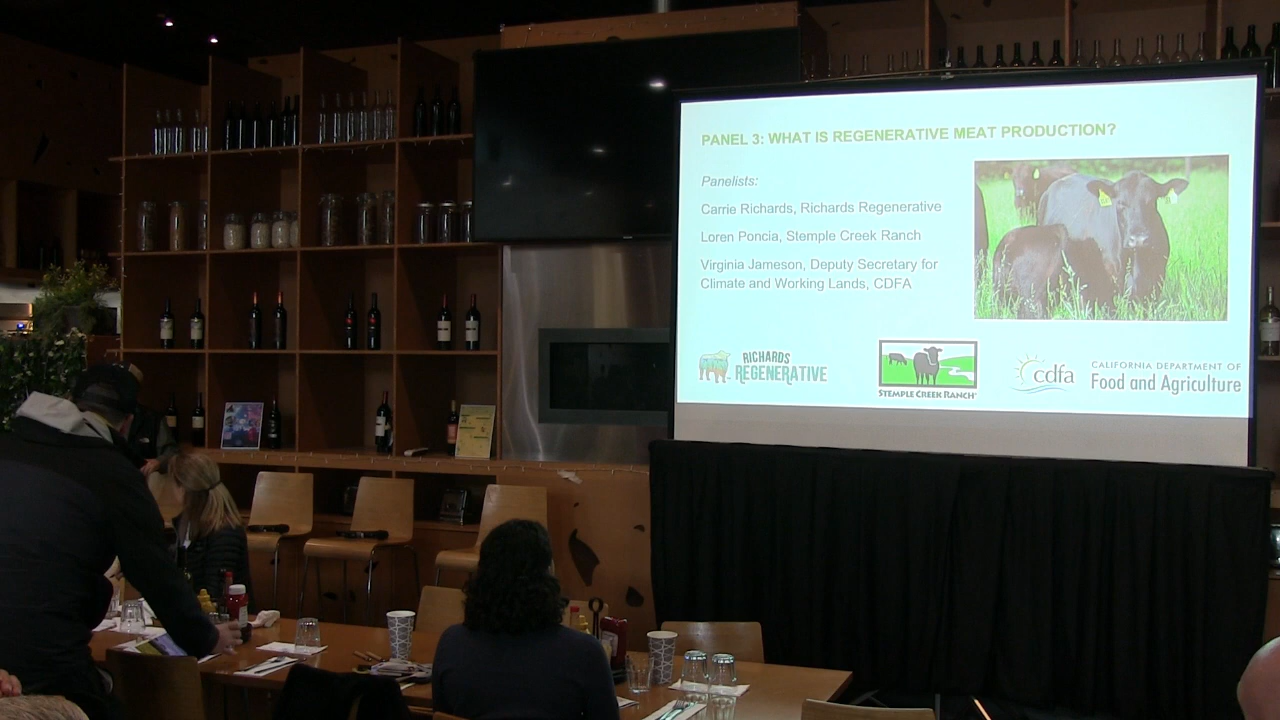 PANEL 3: WHAT IS REGENERATIVE MEAT PRODUCTION?
Panelists:
Carrie Richards, Richards Regenerative
Loren Poncia, Stemple Creek Ranch
Virginia Jameson, Deputy Secretary for
Climate and Working Lands, CDFA
RICHARDS
REGENERATIVE
STEMPLE CREEK RANCH
cdfa
CALIFORNIA DEPARTMENT OF
Food and Agriculture